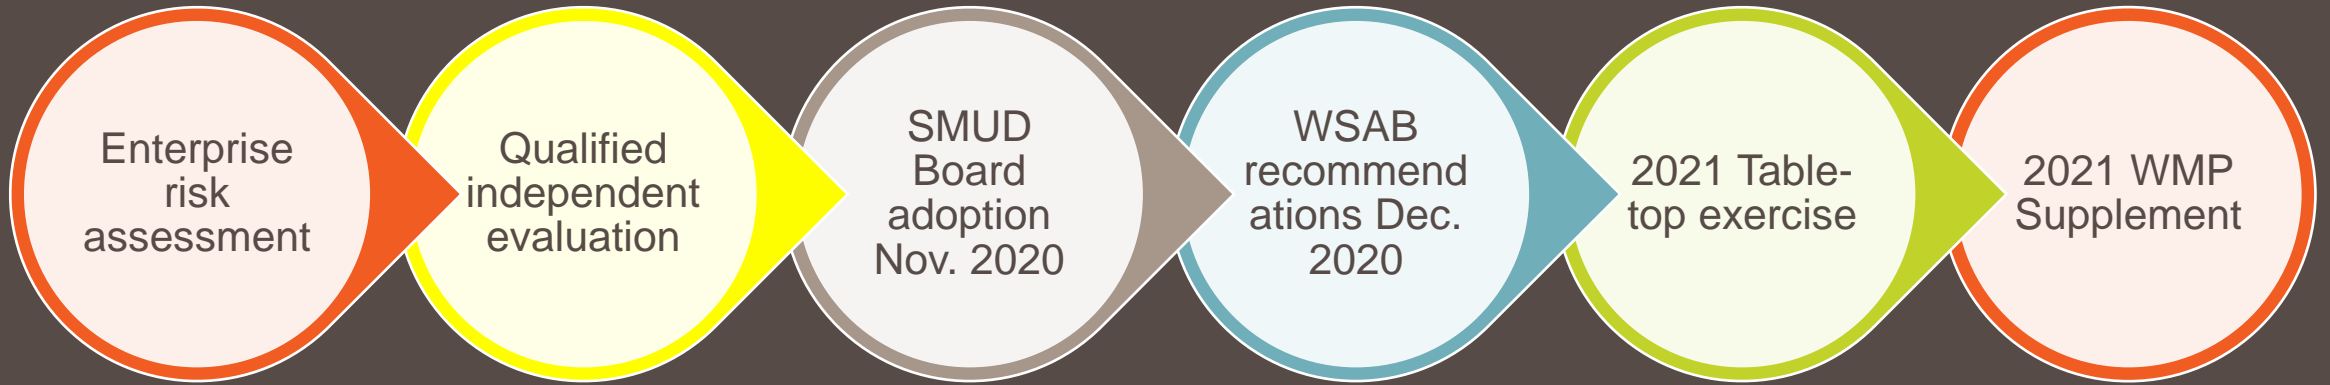 Enterprise
risk
assessment
Qualified
independent
evaluation
SMUD
Board
adoption
Nov. 2020
WSAB
recommend
ations Dec.
2020
2021 Table-
top exercise
2021 WMP
Supplement